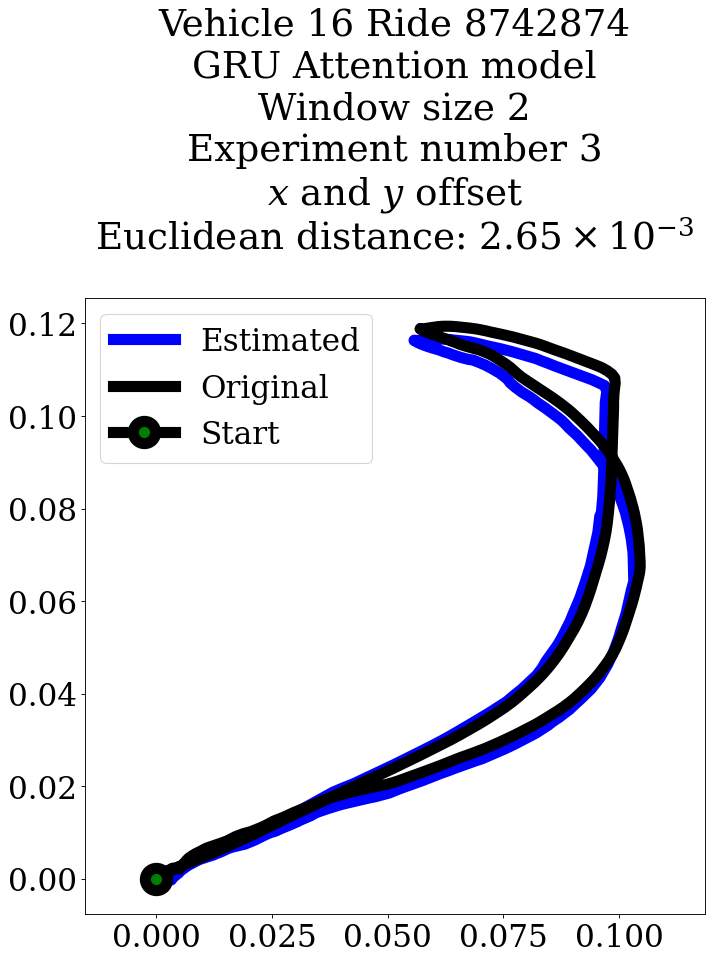 Vehicle 16 Ride 8742874
GRU Attention model
Window size 2
Experiment number 3
x and y offset
Euclidean distance: 2.65 × 10⁻³
Estimated
Original
Start
0.12
0.10
0.08
0.06
0.04
0.02
0.00
0.000 0.025 0.050 0.075 0.100